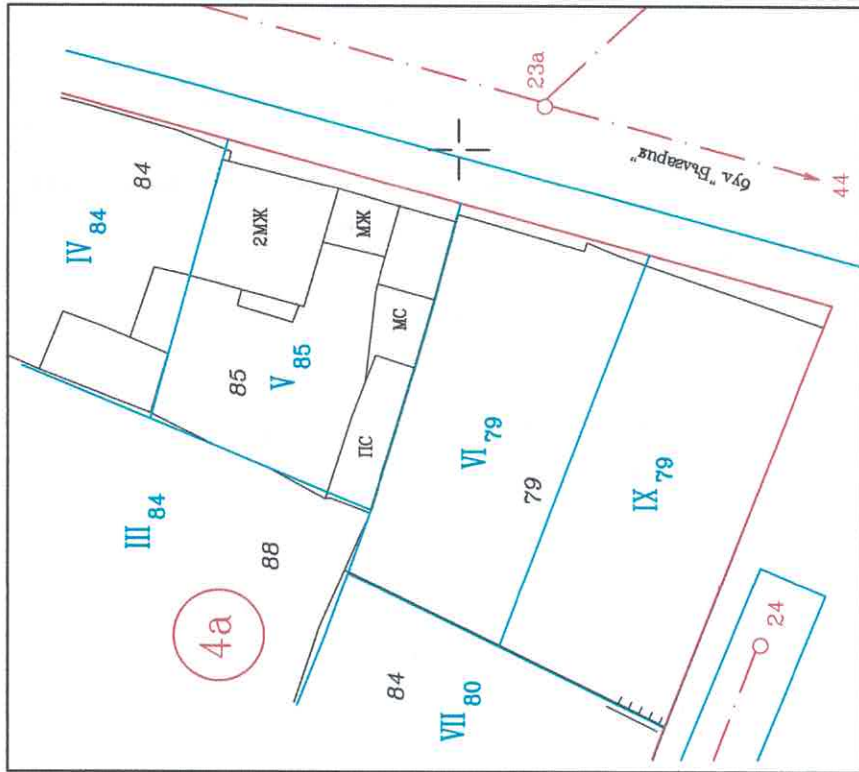 IV 84
84
2МЖ
МЖ
85
V 85
МС
ПС
III 84
88
4а
VI 79
79
IX 79
84
VII 80
23а
бул. "България"
44
24